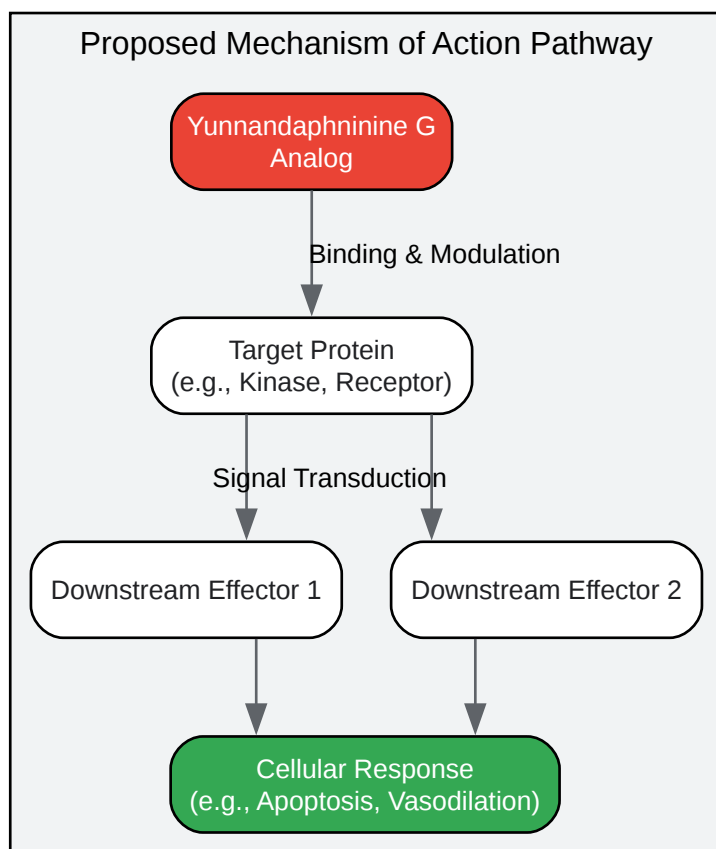 Proposed Mechanism of Action Pathway
Yunnandaphninine G
Analog
Binding & Modulation
Target Protein
(e.g., Kinase, Receptor)
Signal Transduction
Downstream Effector 1
Downstream Effector 2
Cellular Response
(e.g., Apoptosis, Vasodilation)